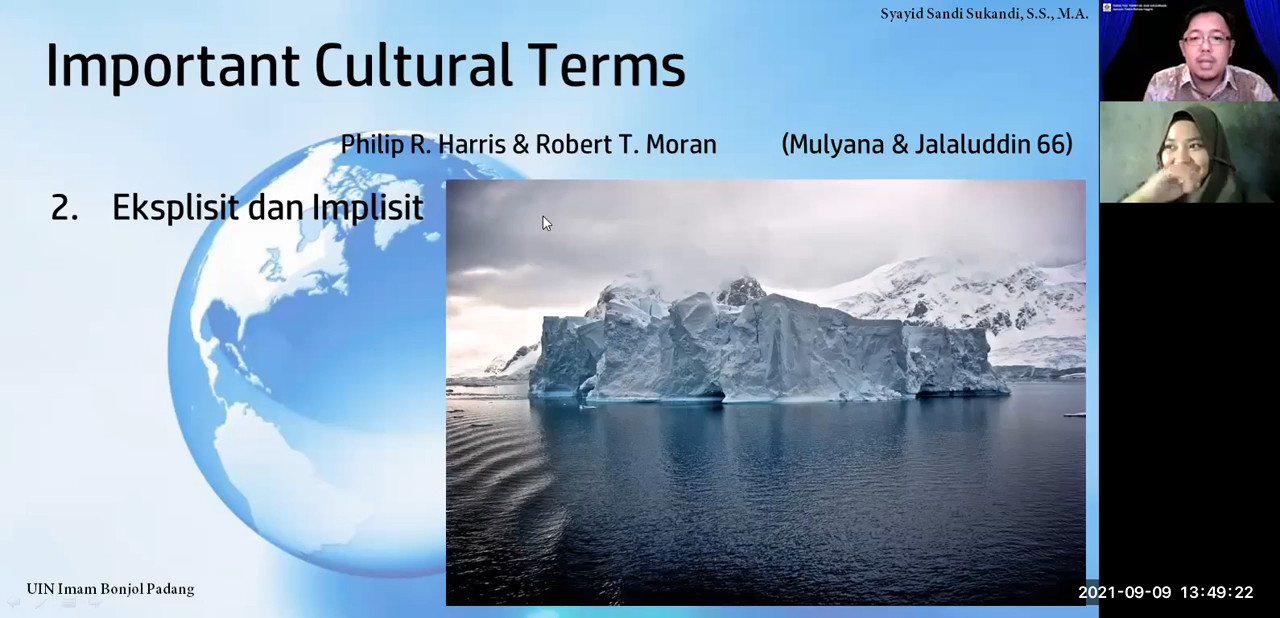 Syayid Sandi Sukandi, S.S., M.A.
Important Cultural Terms
Philip R. Harris & Robert T. Moran (Mulyana & Jalaluddin 66)
2. Eksplisit dan Implisit
UIN Imam Bonjol Padang
2021-09-09 13:49:22